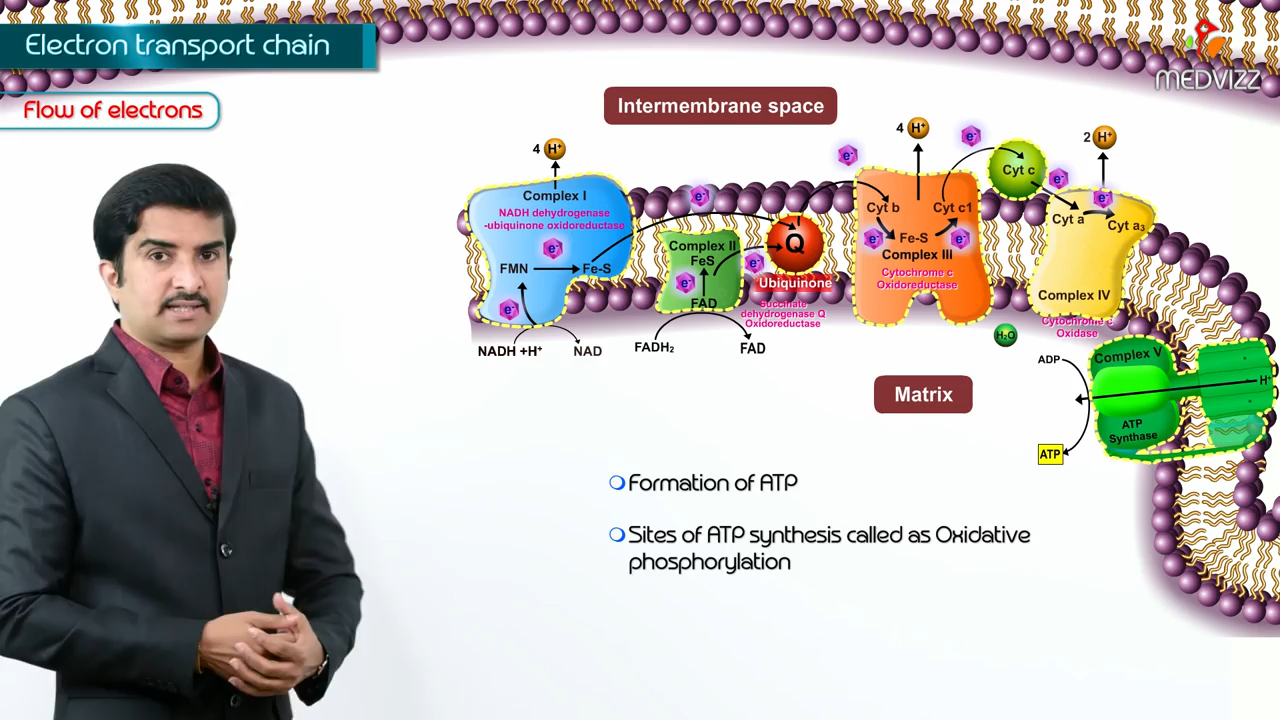 Electron transport chain
MEDVIZZ
Flow of electrons
Intermembrane space
4 H⁺
4 H⁺
2 H⁺
e⁻
e⁻
e⁻
e⁻
e⁻
e⁻
e⁻
e⁻
e⁻
e⁻
e⁻
Complex I
NADH dehydrogenase
-ubiquinone oxidoreductase
FMN
Fe-S
NADH +H⁺
NAD
Complex II
FeS
FAD
FADH₂
FAD
Q
Ubiquinone
Succinate
dehydrogenase Q
Oxidoreductase
Cyt b
Cyt c1
Fe-S
Complex III
Cytochrome c
Oxidoreductase
Cyt c
Cyt a
Cyt a₃
Complex IV
Cytochrome c
Oxidase
H₂O
ADP
Complex V
H⁺
ATP
Synthase
ATP
Matrix
Formation of ATP
Sites of ATP synthesis called as Oxidative
phosphorylation